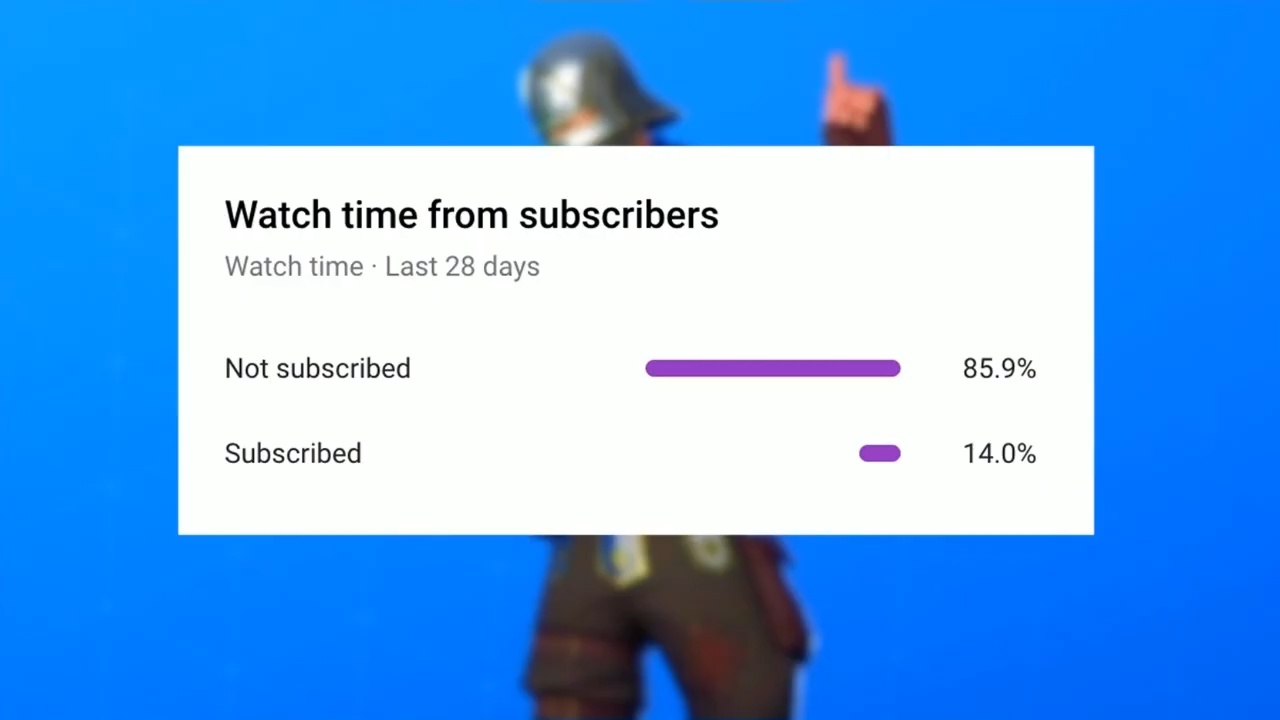 Watch time from subscribers
Watch time · Last 28 days
Not subscribed 85.9%
Subscribed 14.0%